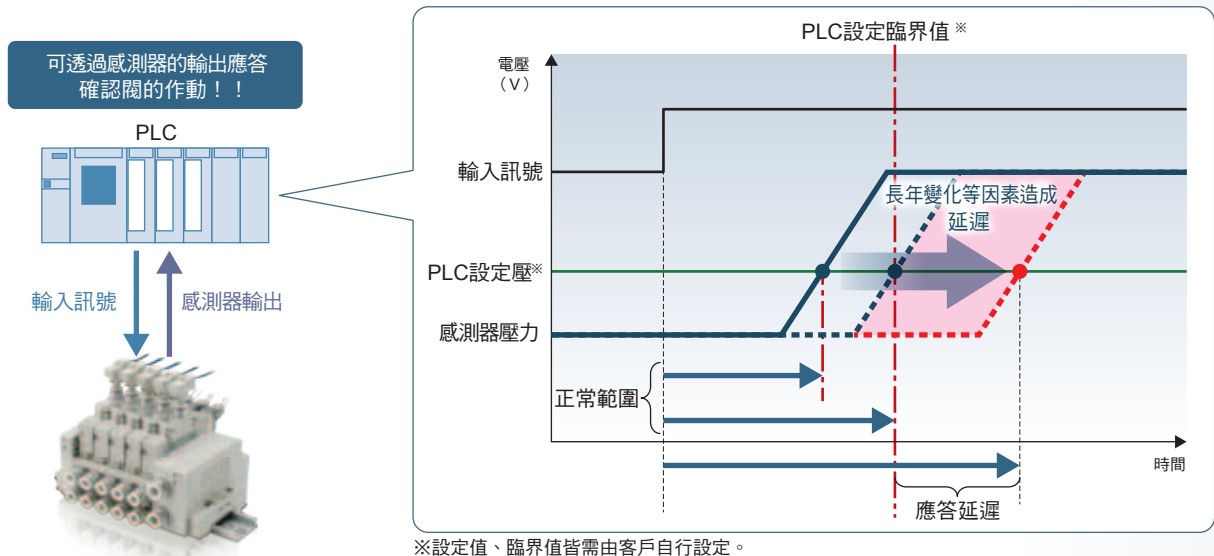 可透過感測器的輸出應答
確認閥的作動！！
PLC
輸入訊號
感測器輸出
PLC設定臨界值※
電壓
（V）
輸入訊號
長年變化等因素造成
延遲
PLC設定壓※
感測器壓力
正常範圍
時間
應答延遲
※設定值、臨界值皆需由客戶自行設定。